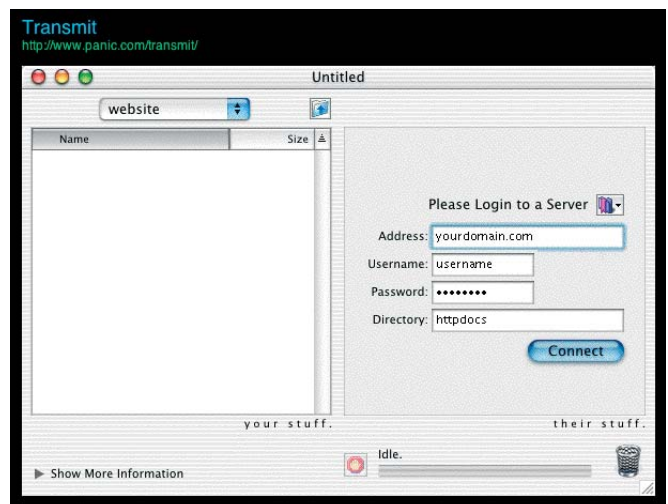 Transmit
http://www.panic.com/transmit/
Untitled
website
Name Size
Please Login to a Server
Address: yourdomain.com
Username: username
Password: ••••••••
Directory: httpdocs
Connect
your stuff.
their stuff.
Idle.
Show More Information